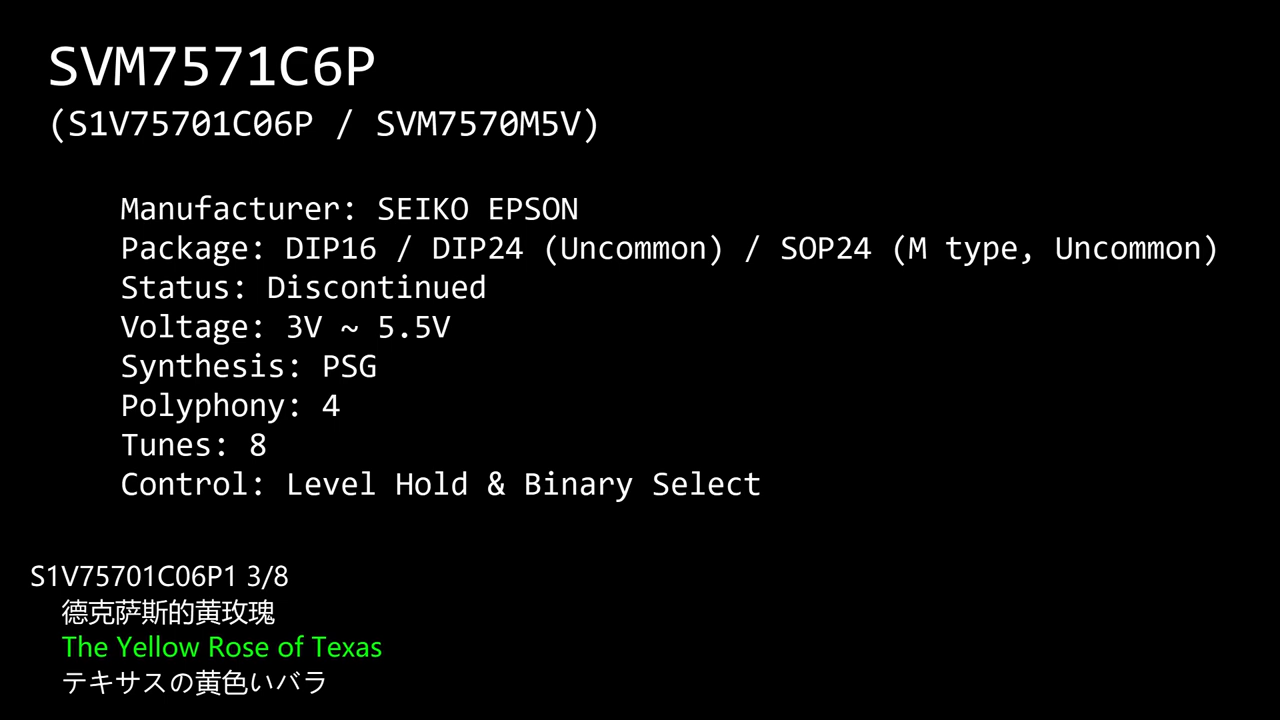 SVM7571C6P
(S1V75701C06P / SVM7570M5V)
Manufacturer: SEIKO EPSON
Package: DIP16 / DIP24 (Uncommon) / SOP24 (M type, Uncommon)
Status: Discontinued
Voltage: 3V ~ 5.5V
Synthesis: PSG
Polyphony: 4
Tunes: 8
Control: Level Hold & Binary Select
S1V75701C06P1 3/8
德克萨斯的黄玫瑰
The Yellow Rose of Texas
テキサスの黄色いバラ